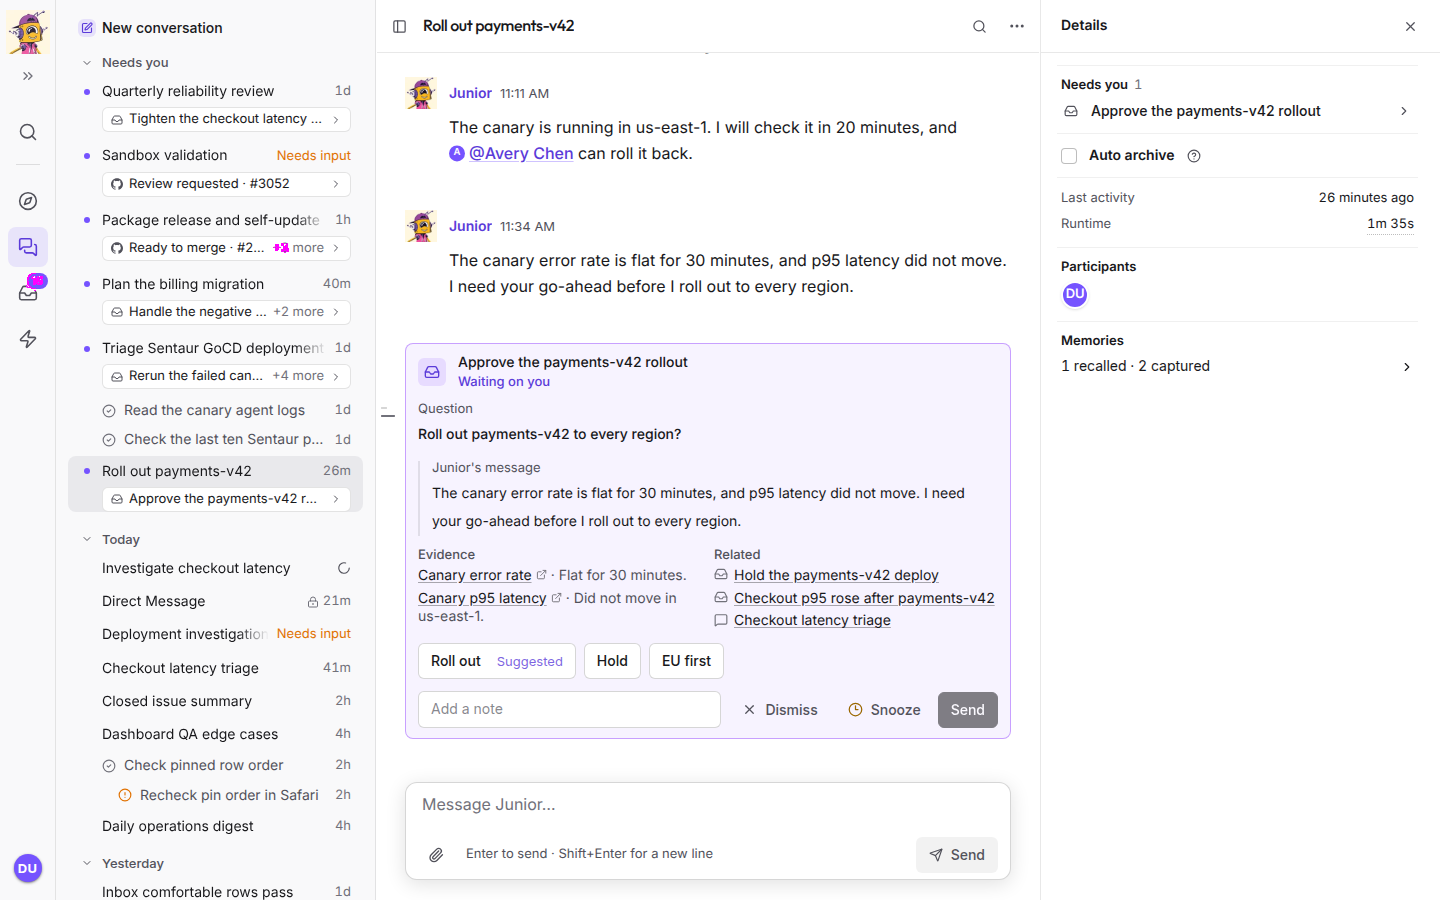 New conversation
Needs you
Quarterly reliability review 1d
Tighten the checkout latency ...
Sandbox validation Needs input
Review requested · #3052
Package release and self-update 1h
Ready to merge · #2... more
Plan the billing migration 40m
Handle the negative ... +2 more
Triage Sentaur GoCD deployment 1d
Rerun the failed can... +4 more
Read the canary agent logs 1d
Check the last ten Sentaur p... 1d
Roll out payments-v42 26m
Approve the payments-v42 r...
Today
Investigate checkout latency
Direct Message 21m
Deployment investigation Needs input
Checkout latency triage 41m
Closed issue summary 2h
Dashboard QA edge cases 4h
Check pinned row order 2h
Recheck pin order in Safari 2h
Daily operations digest 4h
Yesterday
Inbox comfortable rows pass 1d
DU
Roll out payments-v42
Junior 11:11 AM
The canary is running in us-east-1. I will check it in 20 minutes, and
A @Avery Chen can roll it back.
Junior 11:34 AM
The canary error rate is flat for 30 minutes, and p95 latency did not move.
I need your go-ahead before I roll out to every region.
Approve the payments-v42 rollout
Waiting on you
Question
Roll out payments-v42 to every region?
Junior's message
The canary error rate is flat for 30 minutes, and p95 latency did not move. I need
your go-ahead before I roll out to every region.
Evidence
Canary error rate · Flat for 30 minutes.
Canary p95 latency · Did not move in
us-east-1.
Related
Hold the payments-v42 deploy
Checkout p95 rose after payments-v42
Checkout latency triage
Roll out Suggested Hold EU first
Add a note Dismiss Snooze Send
Message Junior...
Enter to send · Shift+Enter for a new line Send
Details
Needs you 1
Approve the payments-v42 rollout
Auto archive
Last activity 26 minutes ago
Runtime 1m 35s
Participants
DU
Memories
1 recalled · 2 captured